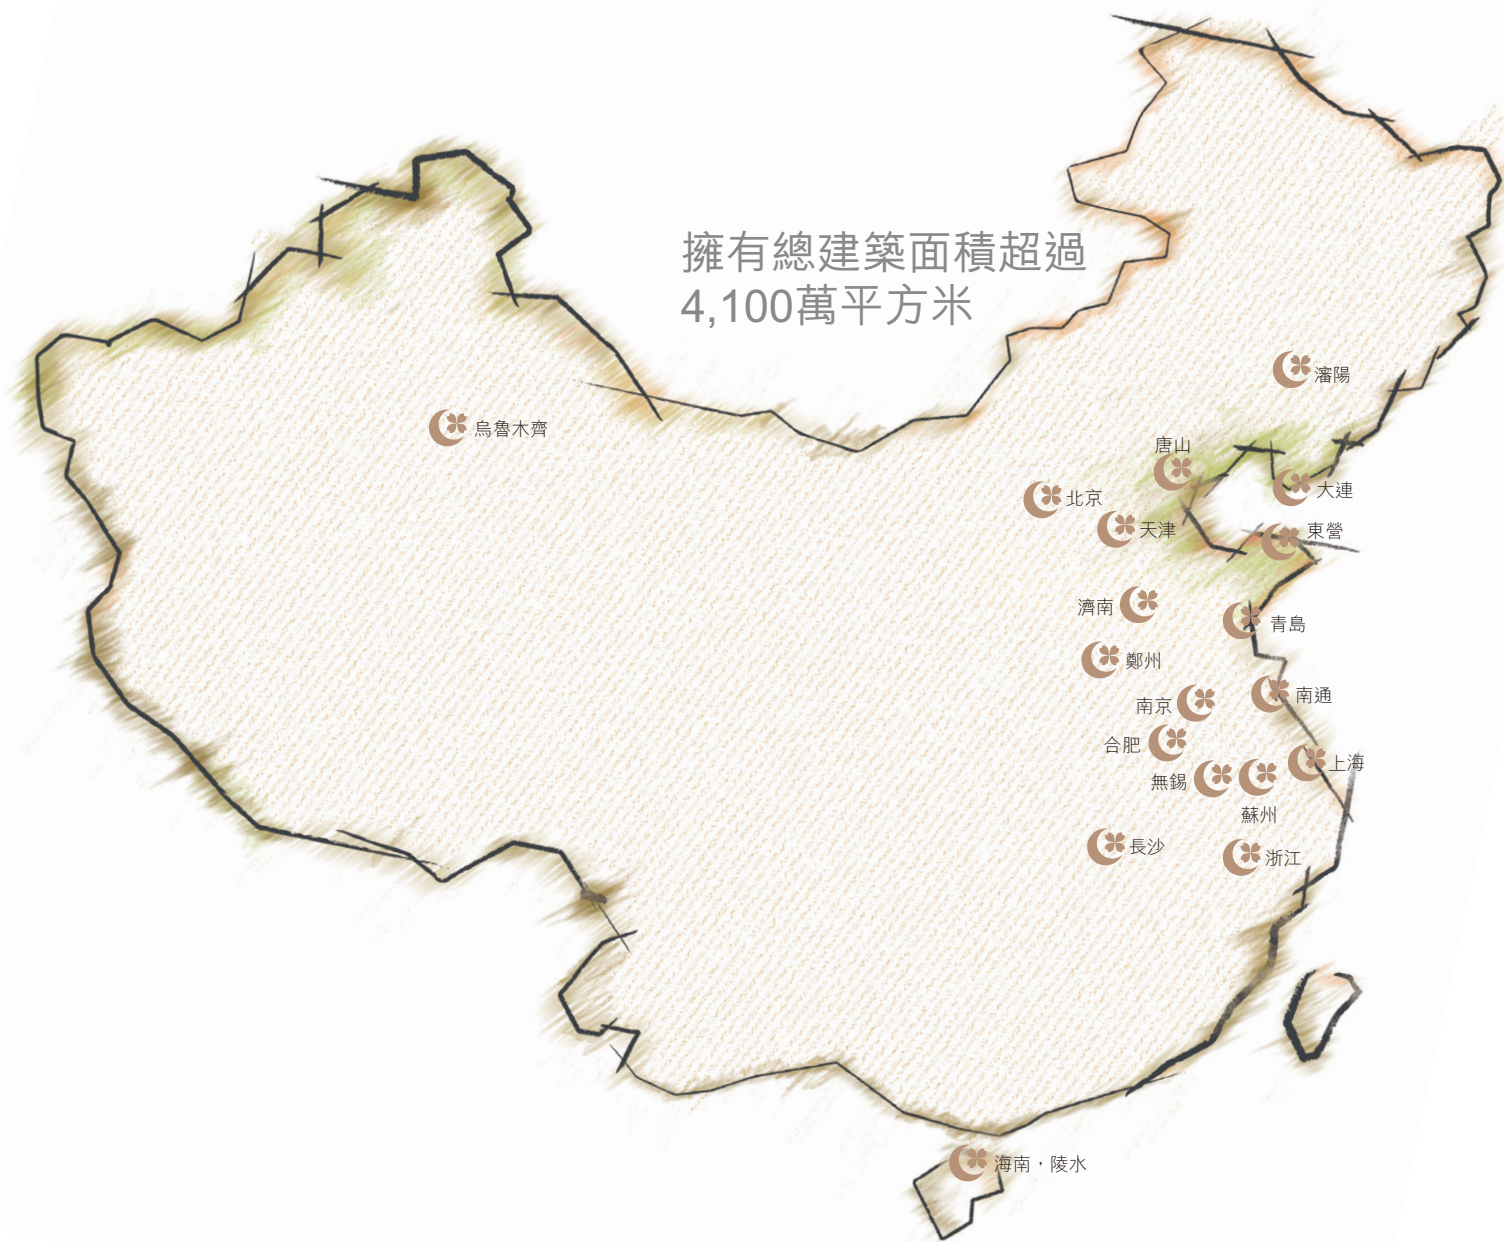 擁有總建築面積超過
4,100萬平方米
瀋陽
烏魯木齊
唐山
大連
北京
天津
東營
濟南
青島
鄭州
南通
南京
合肥
上海
無錫
蘇州
長沙
浙江
海南·陵水